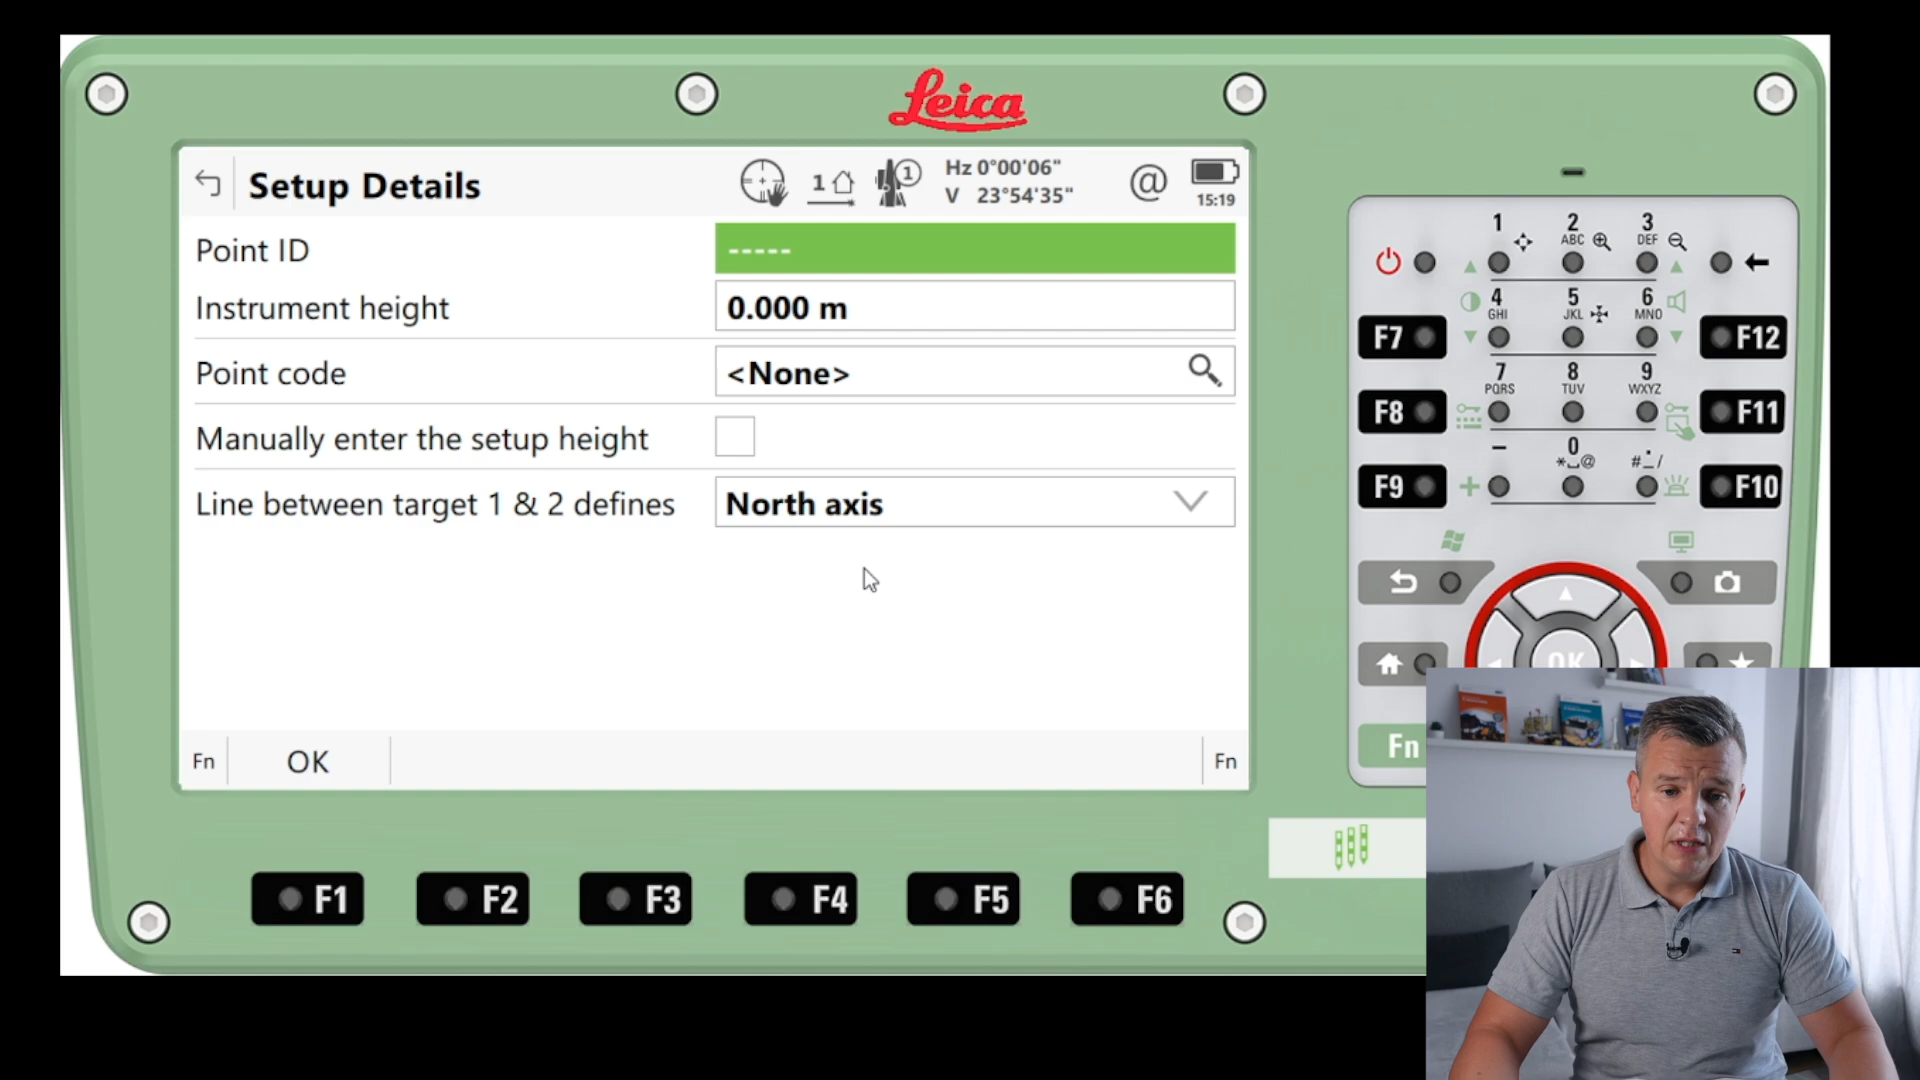 Leica
Setup Details
1
1
Hz 0°00'06"
V 23°54'35"
@
15:19
Point ID
-----
Instrument height
0.000 m
Point code
<None>
Manually enter the setup height
Line between target 1 & 2 defines
North axis
Fn
OK
Fn
F1
F2
F3
F4
F5
F6
1
2
ABC
3
DEF
4
GHI
5
JKL
6
MNO
7
PQRS
8
TUV
9
WXYZ
0
*␣@
#._/
F7
F12
F8
F11
F9
F10
OK
Fn